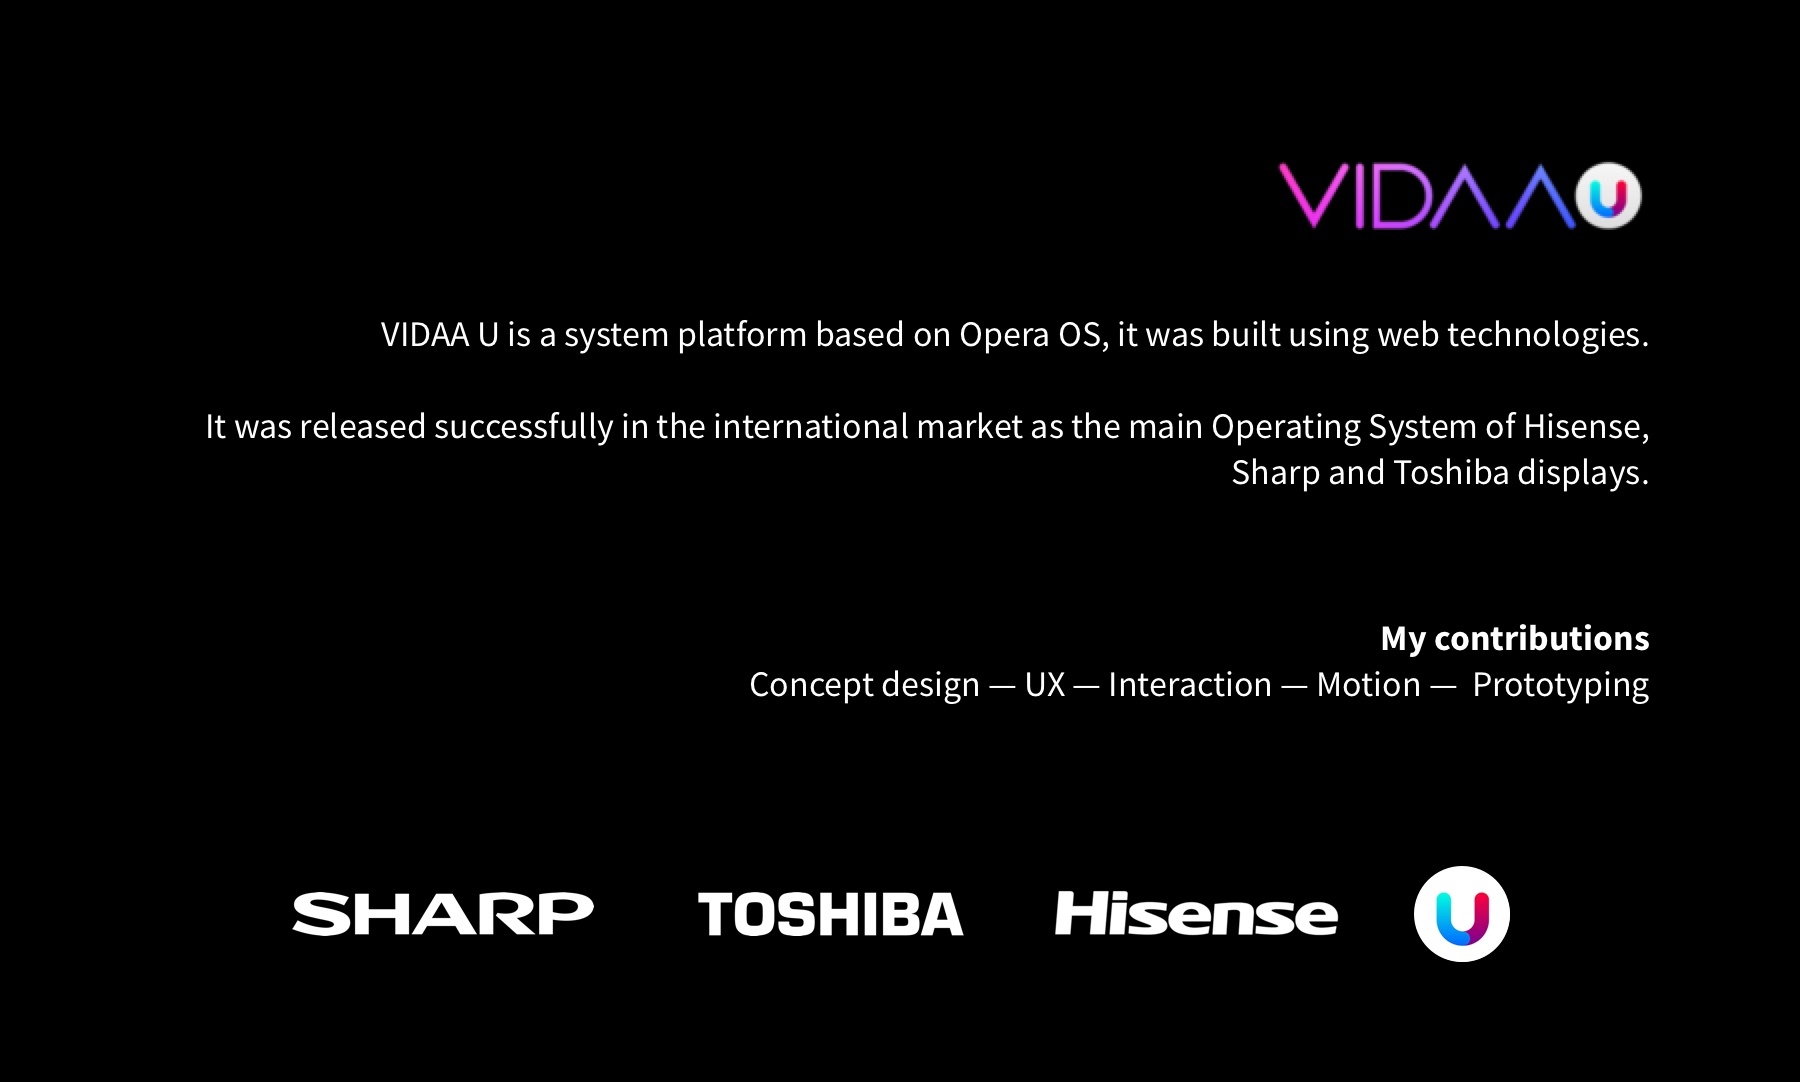 VIDAA U
VIDAA U is a system platform based on Opera OS, it was built using web technologies.
It was released successfully in the international market as the main Operating System of Hisense,
Sharp and Toshiba displays.
My contributions
Concept design — UX — Interaction — Motion —  Prototyping
SHARP TOSHIBA Hisense U